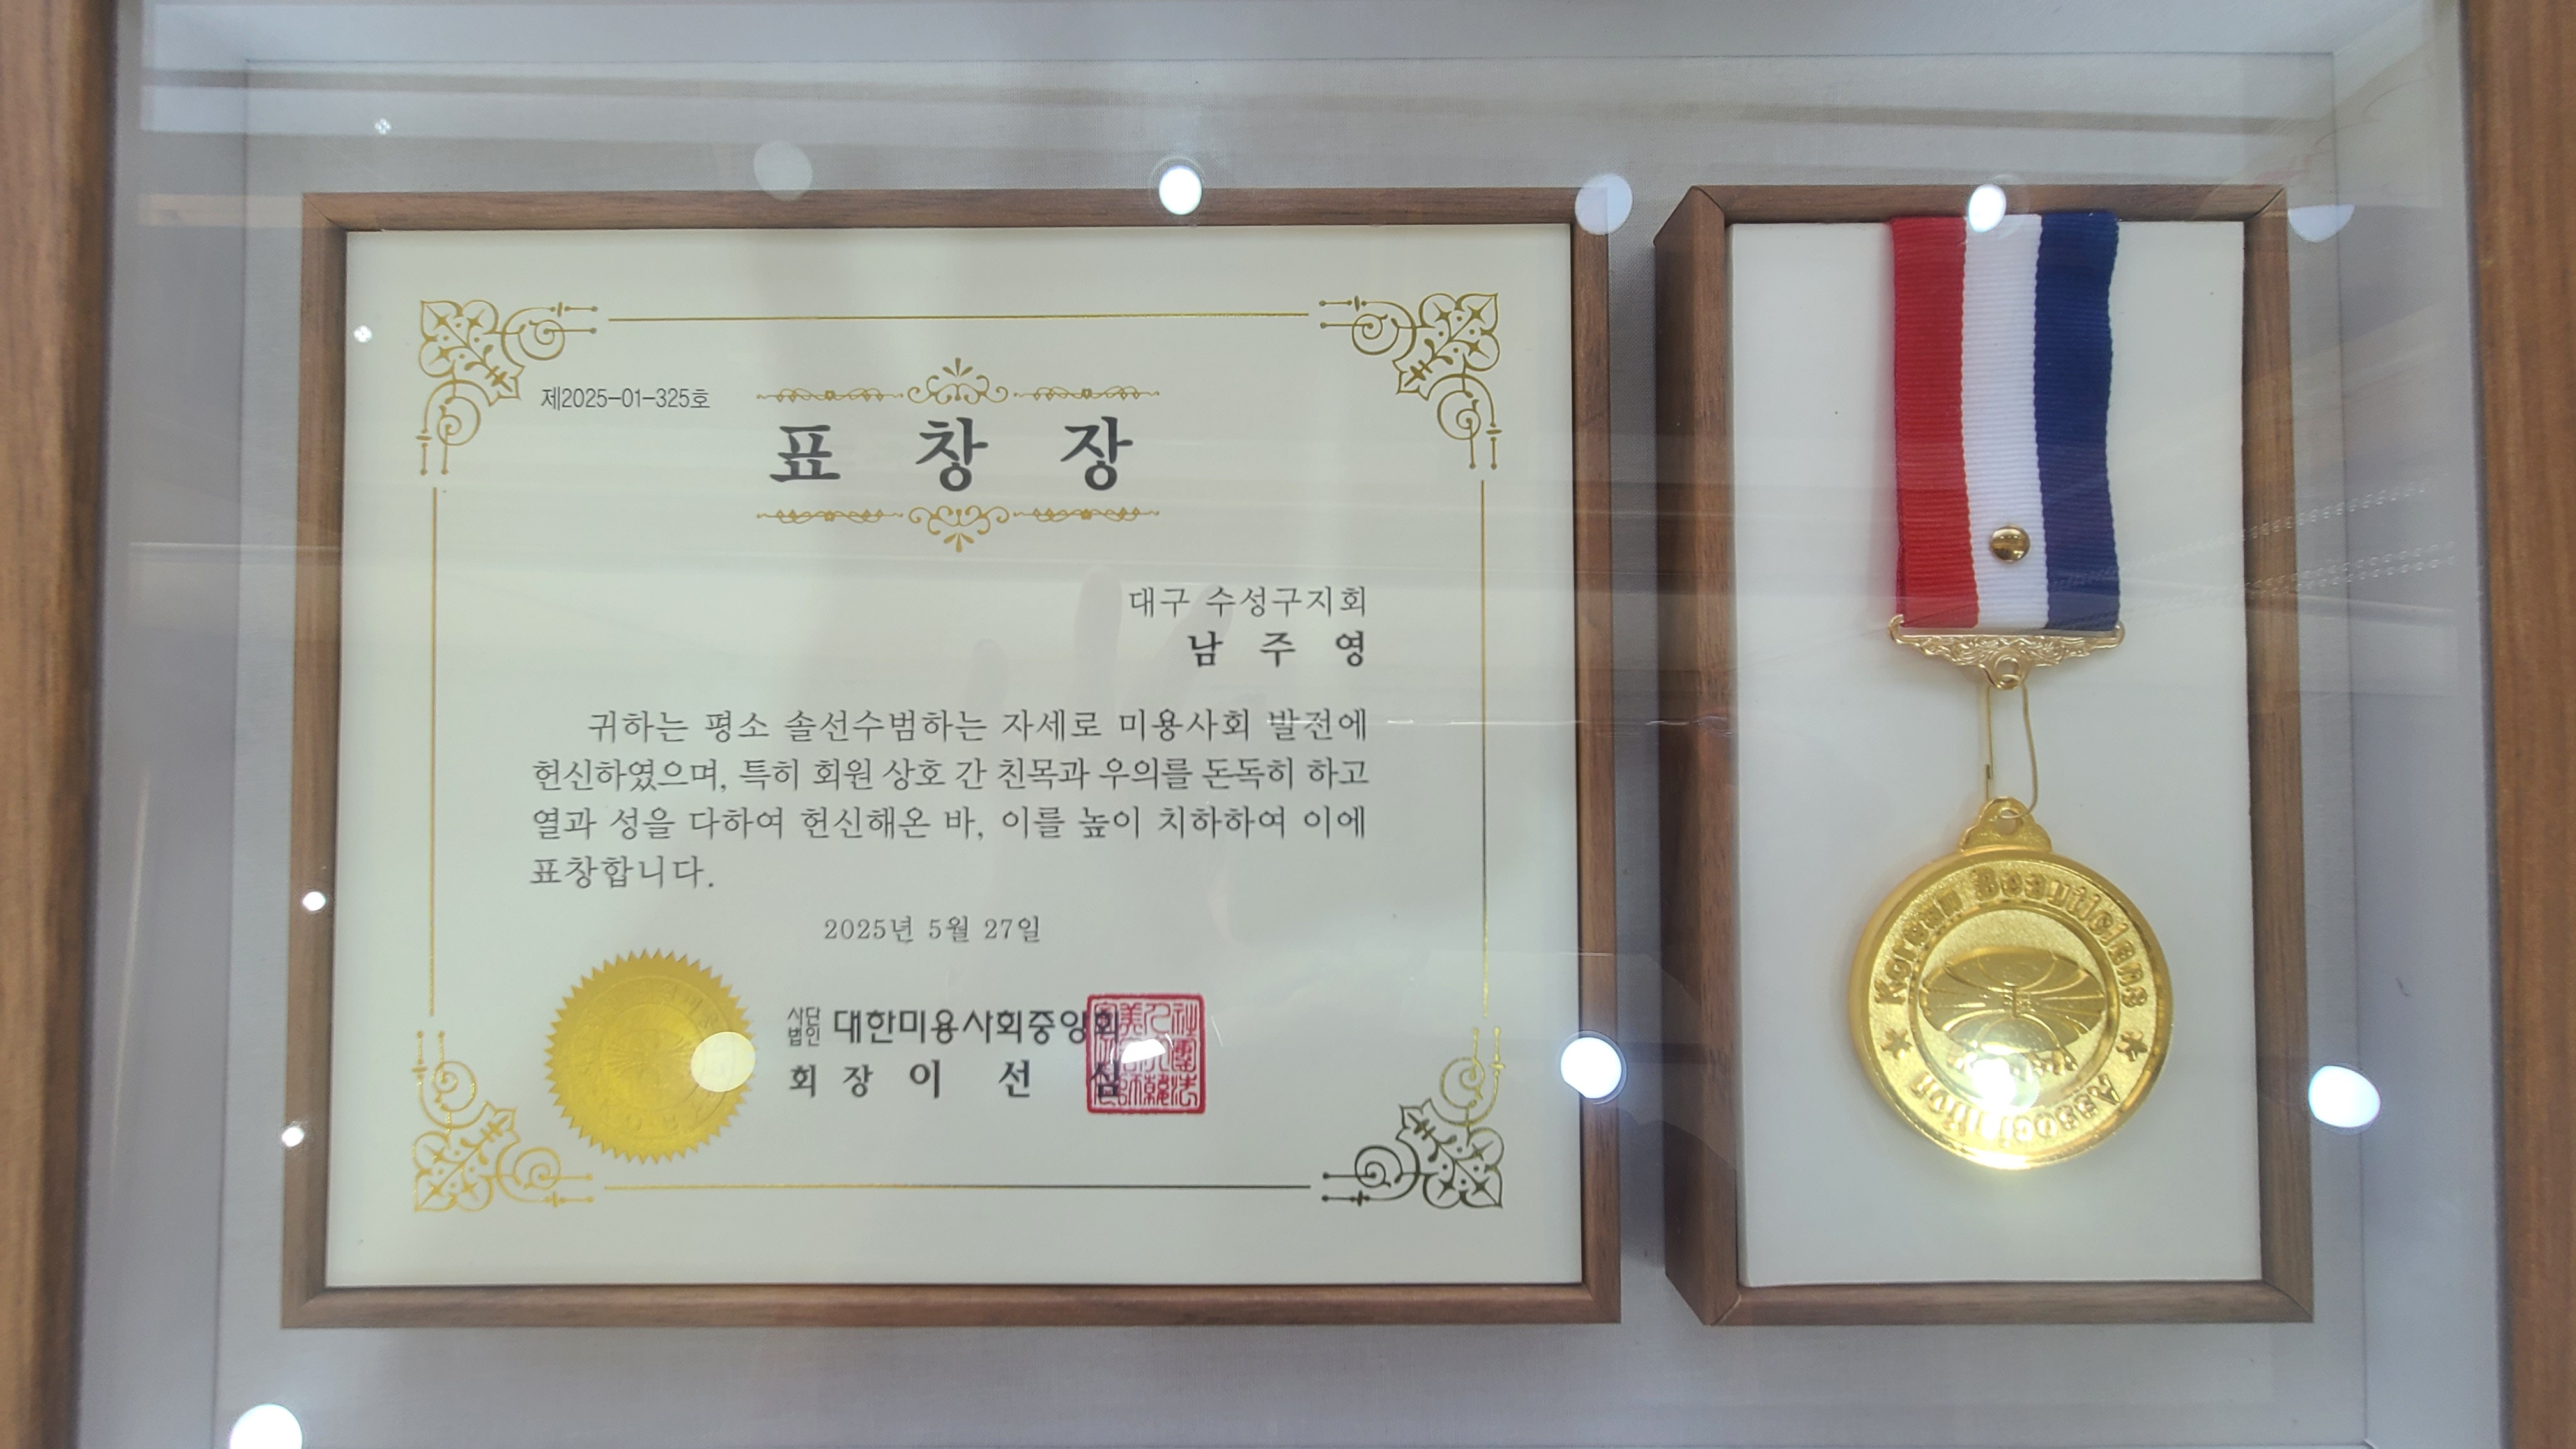 제2025-01-325호
표 창 장
대구 수성구지회
남 주 영
귀하는 평소 솔선수범하는 자세로 미용사회 발전에
헌신하였으며, 특히 회원 상호 간 친목과 우의를 돈독히 하고
열과 성을 다하여 헌신해온 바, 이를 높이 치하하여 이에
표창합니다.
2025년 5월 27일
사단법인 대한미용사회중앙회
회 장 이 선 심
Korean Beauticians
Association